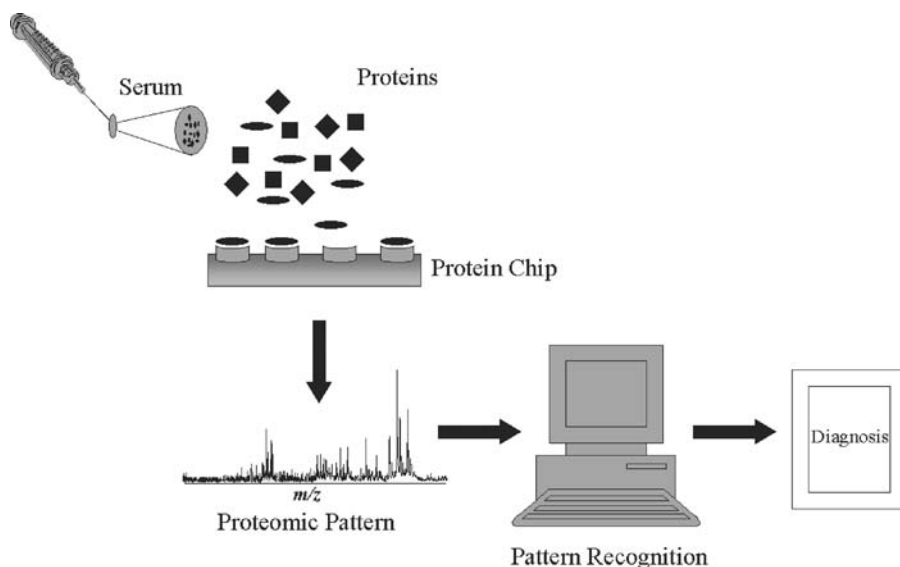 Serum
Proteins
Protein Chip
m/z
Proteomic Pattern
Pattern Recognition
Diagnosis